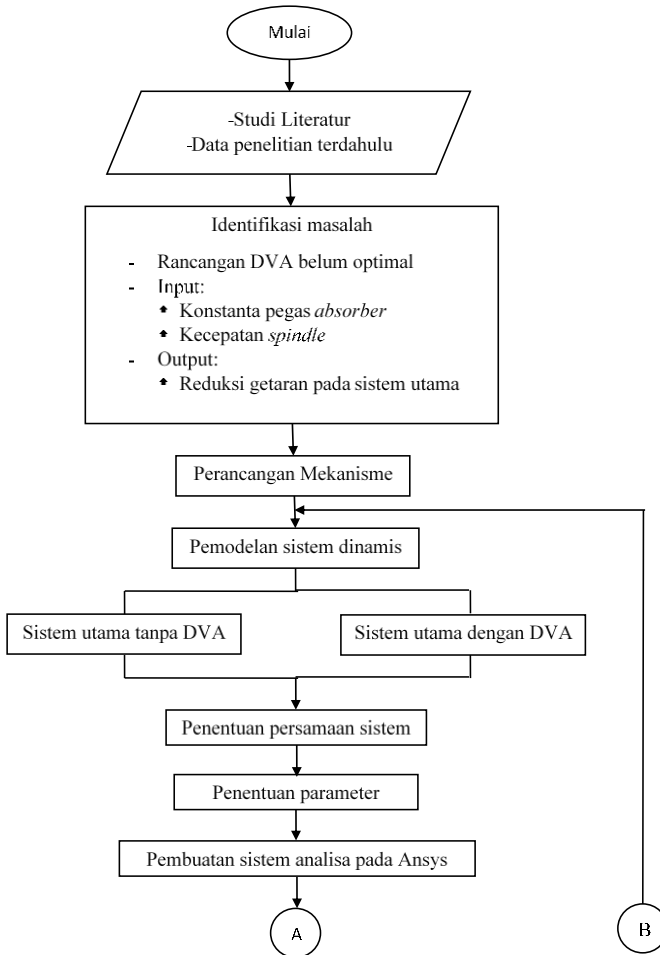 Mulai
-Studi Literatur
-Data penelitian terdahulu
Identifikasi masalah
- Rancangan DVA belum optimal
- Input:
Konstanta pegas absorber
Kecepatan spindle
- Output:
Reduksi getaran pada sistem utama
Perancangan Mekanisme
Pemodelan sistem dinamis
Sistem utama tanpa DVA
Sistem utama dengan DVA
Penentuan persamaan sistem
Penentuan parameter
Pembuatan sistem analisa pada Ansys
A
B